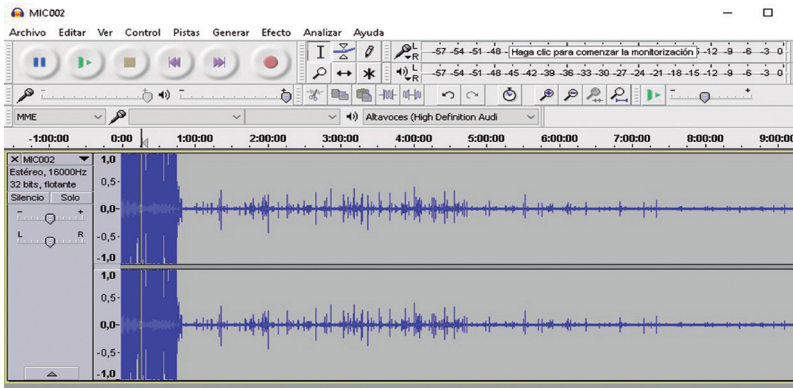 MIC002
Archivo Editar Ver Control Pistas Generar Efecto Analizar Ayuda
L
R
-57 -54 -51 -48 - Haga clic para comenzar la monitorización -12 -9 -6 -3 0
L
R
-57 -54 -51 -48 -45 -42 -39 -36 -33 -30 -27 -24 -21 -18 -15 -12 -9 -6 -3 0
- + - + - +
MME Altavoces (High Definition Audi
-1:00:00 0:00 1:00:00 2:00:00 3:00:00 4:00:00 5:00:00 6:00:00 7:00:00 8:00:00 9:00:00
× MIC002
Estéreo, 16000Hz
32 bits, flotante
Silencio Solo
- +
L R
1,0
0,5-
0,0-
-0,5-
-1,0
1,0
0,5-
0,0-
-0,5-
-1,0